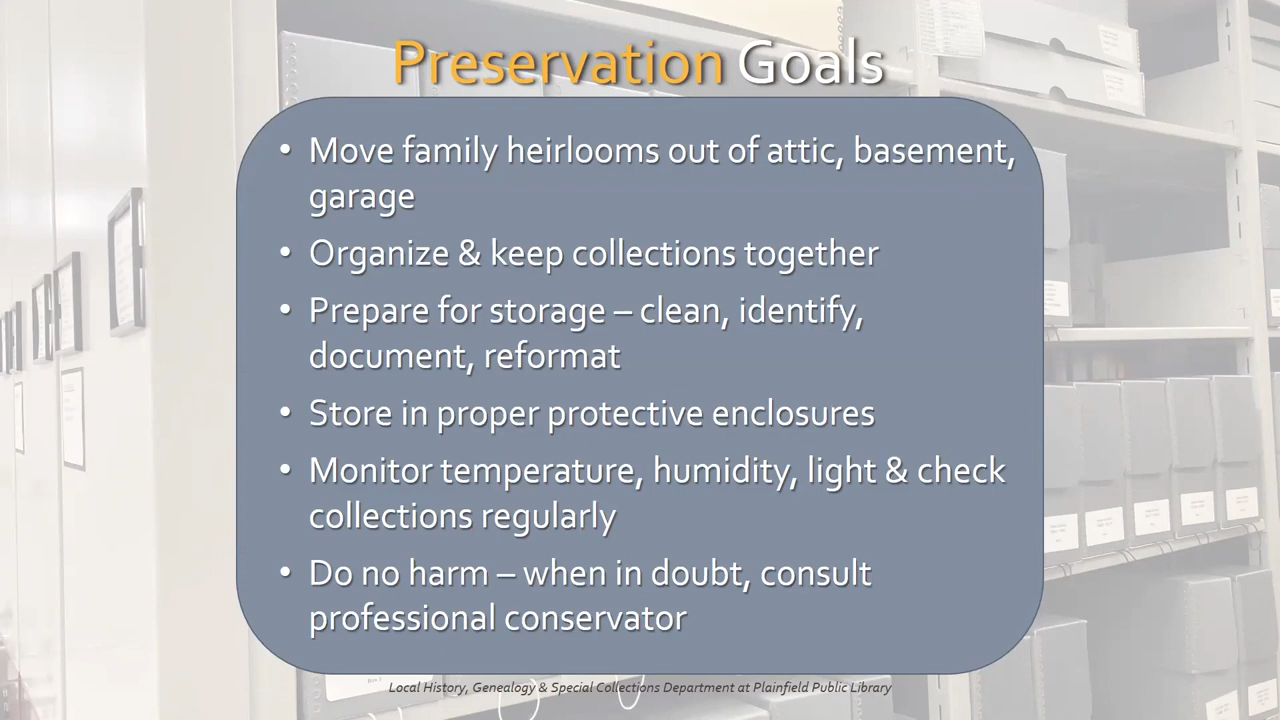 Preservation Goals
• Move family heirlooms out of attic, basement,
garage
• Organize & keep collections together
• Prepare for storage – clean, identify,
document, reformat
• Store in proper protective enclosures
• Monitor temperature, humidity, light & check
collections regularly
• Do no harm – when in doubt, consult
professional conservator
Local History, Genealogy & Special Collections Department at Plainfield Public Library